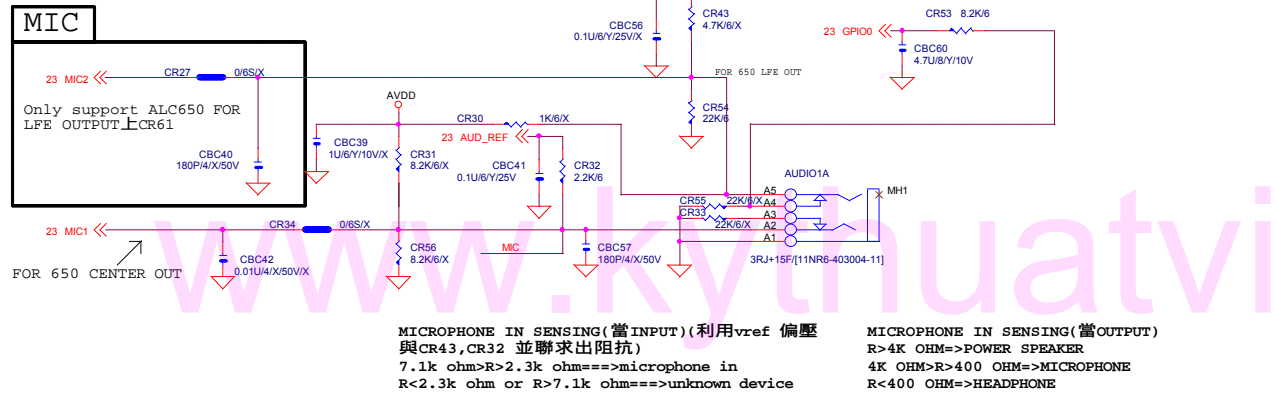 MIC
CBC56
0.1U/6/Y/25V/X
CR43
4.7K/6/X
23 GPIO0
CR53 8.2K/6
CBC60
4.7U/8/Y/10V
23 MIC2
CR27
0/6S/X
FOR 650 LFE OUT
Only support ALC650 FOR
LFE OUTPUT上CR61
CBC40
180P/4/X/50V
AVDD
CR30
1K/6/X
CR54
22K/6
CBC39
1U/6/Y/10V/X
23 AUD_REF
CR31
8.2K/6/X
CBC41
0.1U/6/Y/25V
CR32
2.2K/6
AUDIO1A
A5
A4
A3
A2
A1
MH1
CR55
22K/6/X
CR33
22K/6/X
3RJ+15F/[11NR6-403004-11]
23 MIC1
CR34
0/6S/X
MIC
CBC42
0.01U/4/X/50V/X
CR56
8.2K/6/X
CBC57
180P/4/X/50V
FOR 650 CENTER OUT
www.kythuatvi
MICROPHONE IN SENSING(當INPUT)(利用vref 偏壓
與CR43,CR32 並聯求出阻抗)
7.1k ohm>R>2.3k ohm===>microphone in
R<2.3k ohm or R>7.1k ohm===>unknown device
MICROPHONE IN SENSING(當OUTPUT)
R>4K OHM=>POWER SPEAKER
4K OHM>R>400 OHM=>MICROPHONE
R<400 OHM=>HEADPHONE